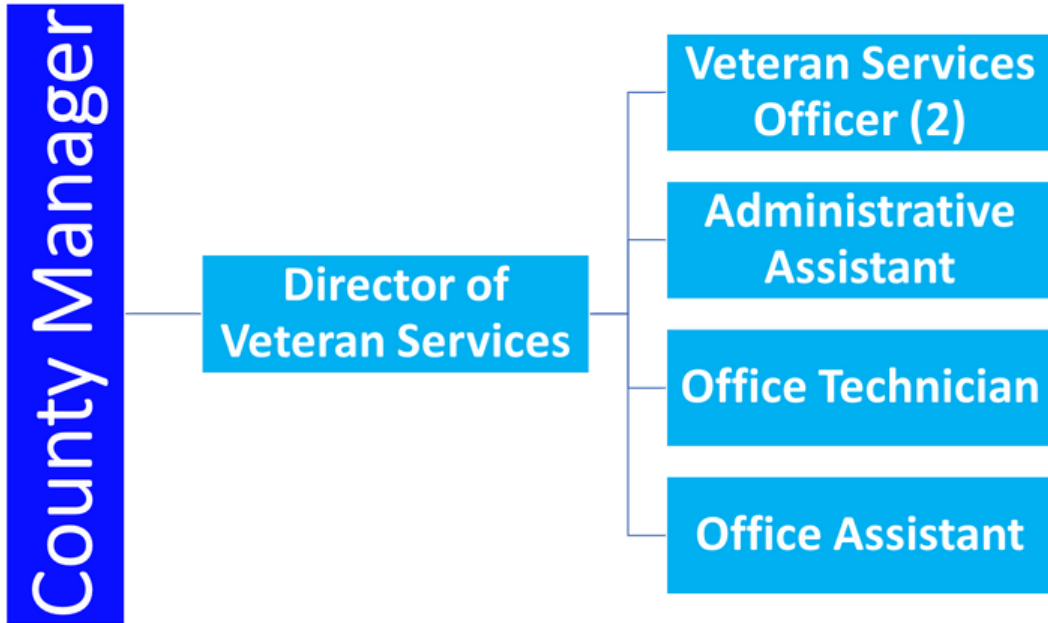 County Manager
Director of
Veteran Services
Veteran Services
Officer (2)
Administrative
Assistant
Office Technician
Office Assistant